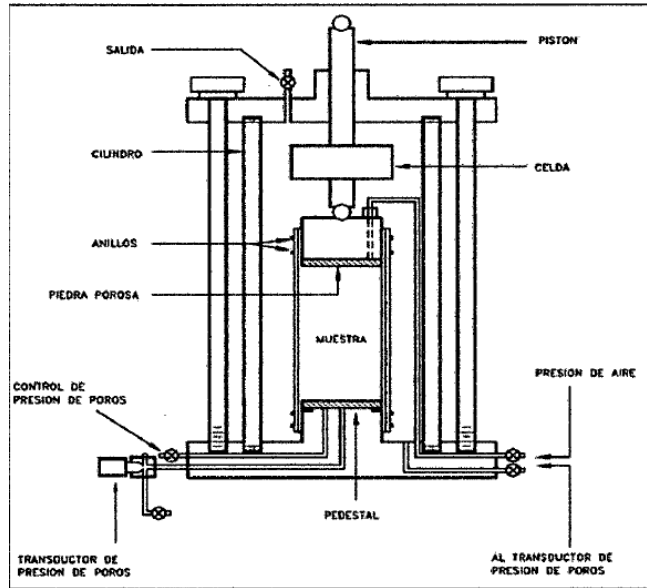 PISTON
SALIDA
CILINDRO
CELDA
ANILLOS
PIEDRA POROSA
MUESTRA
CONTROL DE
PRESION DE POROS
PRESION DE AIRE
PEDESTAL
TRANSDUCTOR DE
PRESION DE POROS
AL TRANSDUCTOR DE
PRESION DE POROS